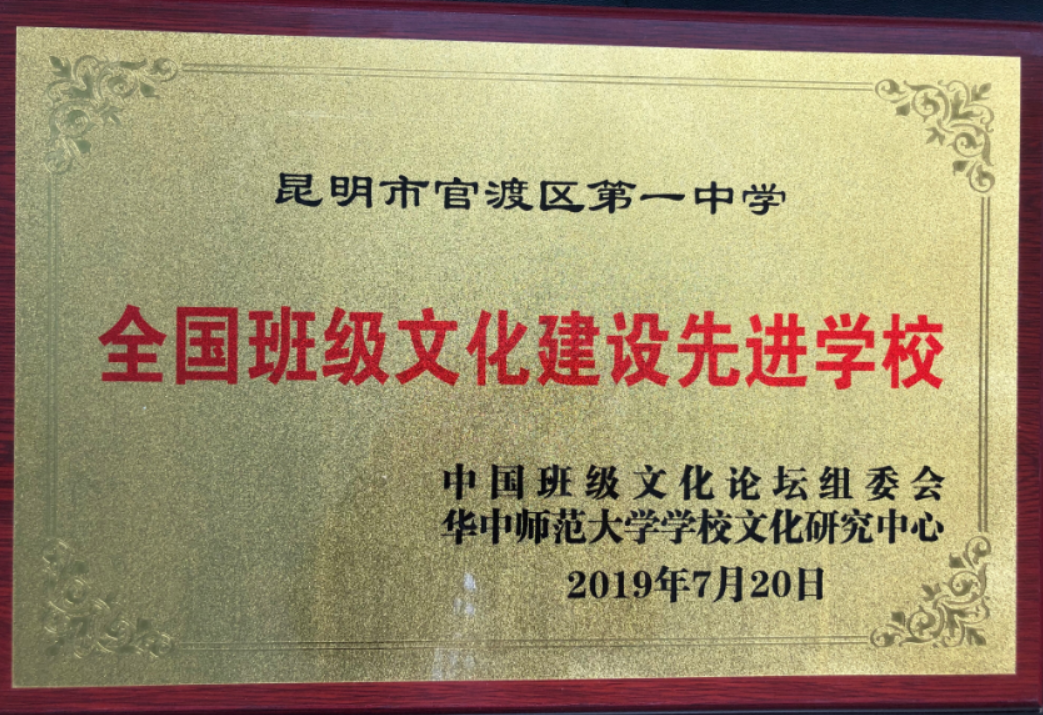 昆明市官渡区第一中学
全国班级文化建设先进学校
中国班级文化论坛组委会
华中师范大学学校文化研究中心
2019年7月20日